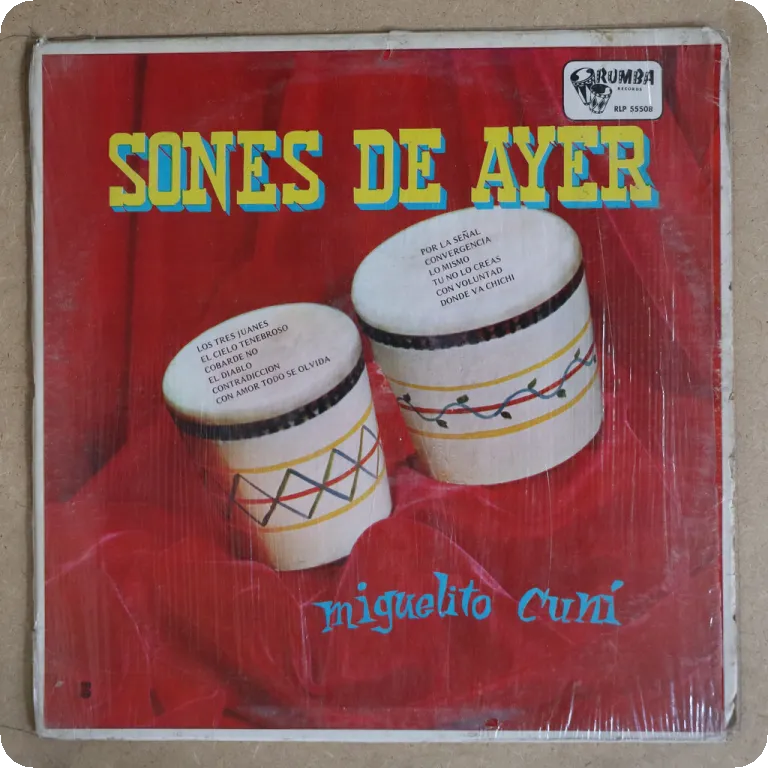 RUMBA
RECORDS
RLP 55508
SONES DE AYER
POR LA SEÑAL
CONVERGENCIA
LO MISMO
TU NO LO CREAS
CON VOLUNTAD
DONDE VA CHICHI
LOS TRES JUANES
EL CIELO TENEBROSO
COBARDE NO
EL DIABLO
CONTRADICCION
CON AMOR TODO SE OLVIDA
miguelito cuní